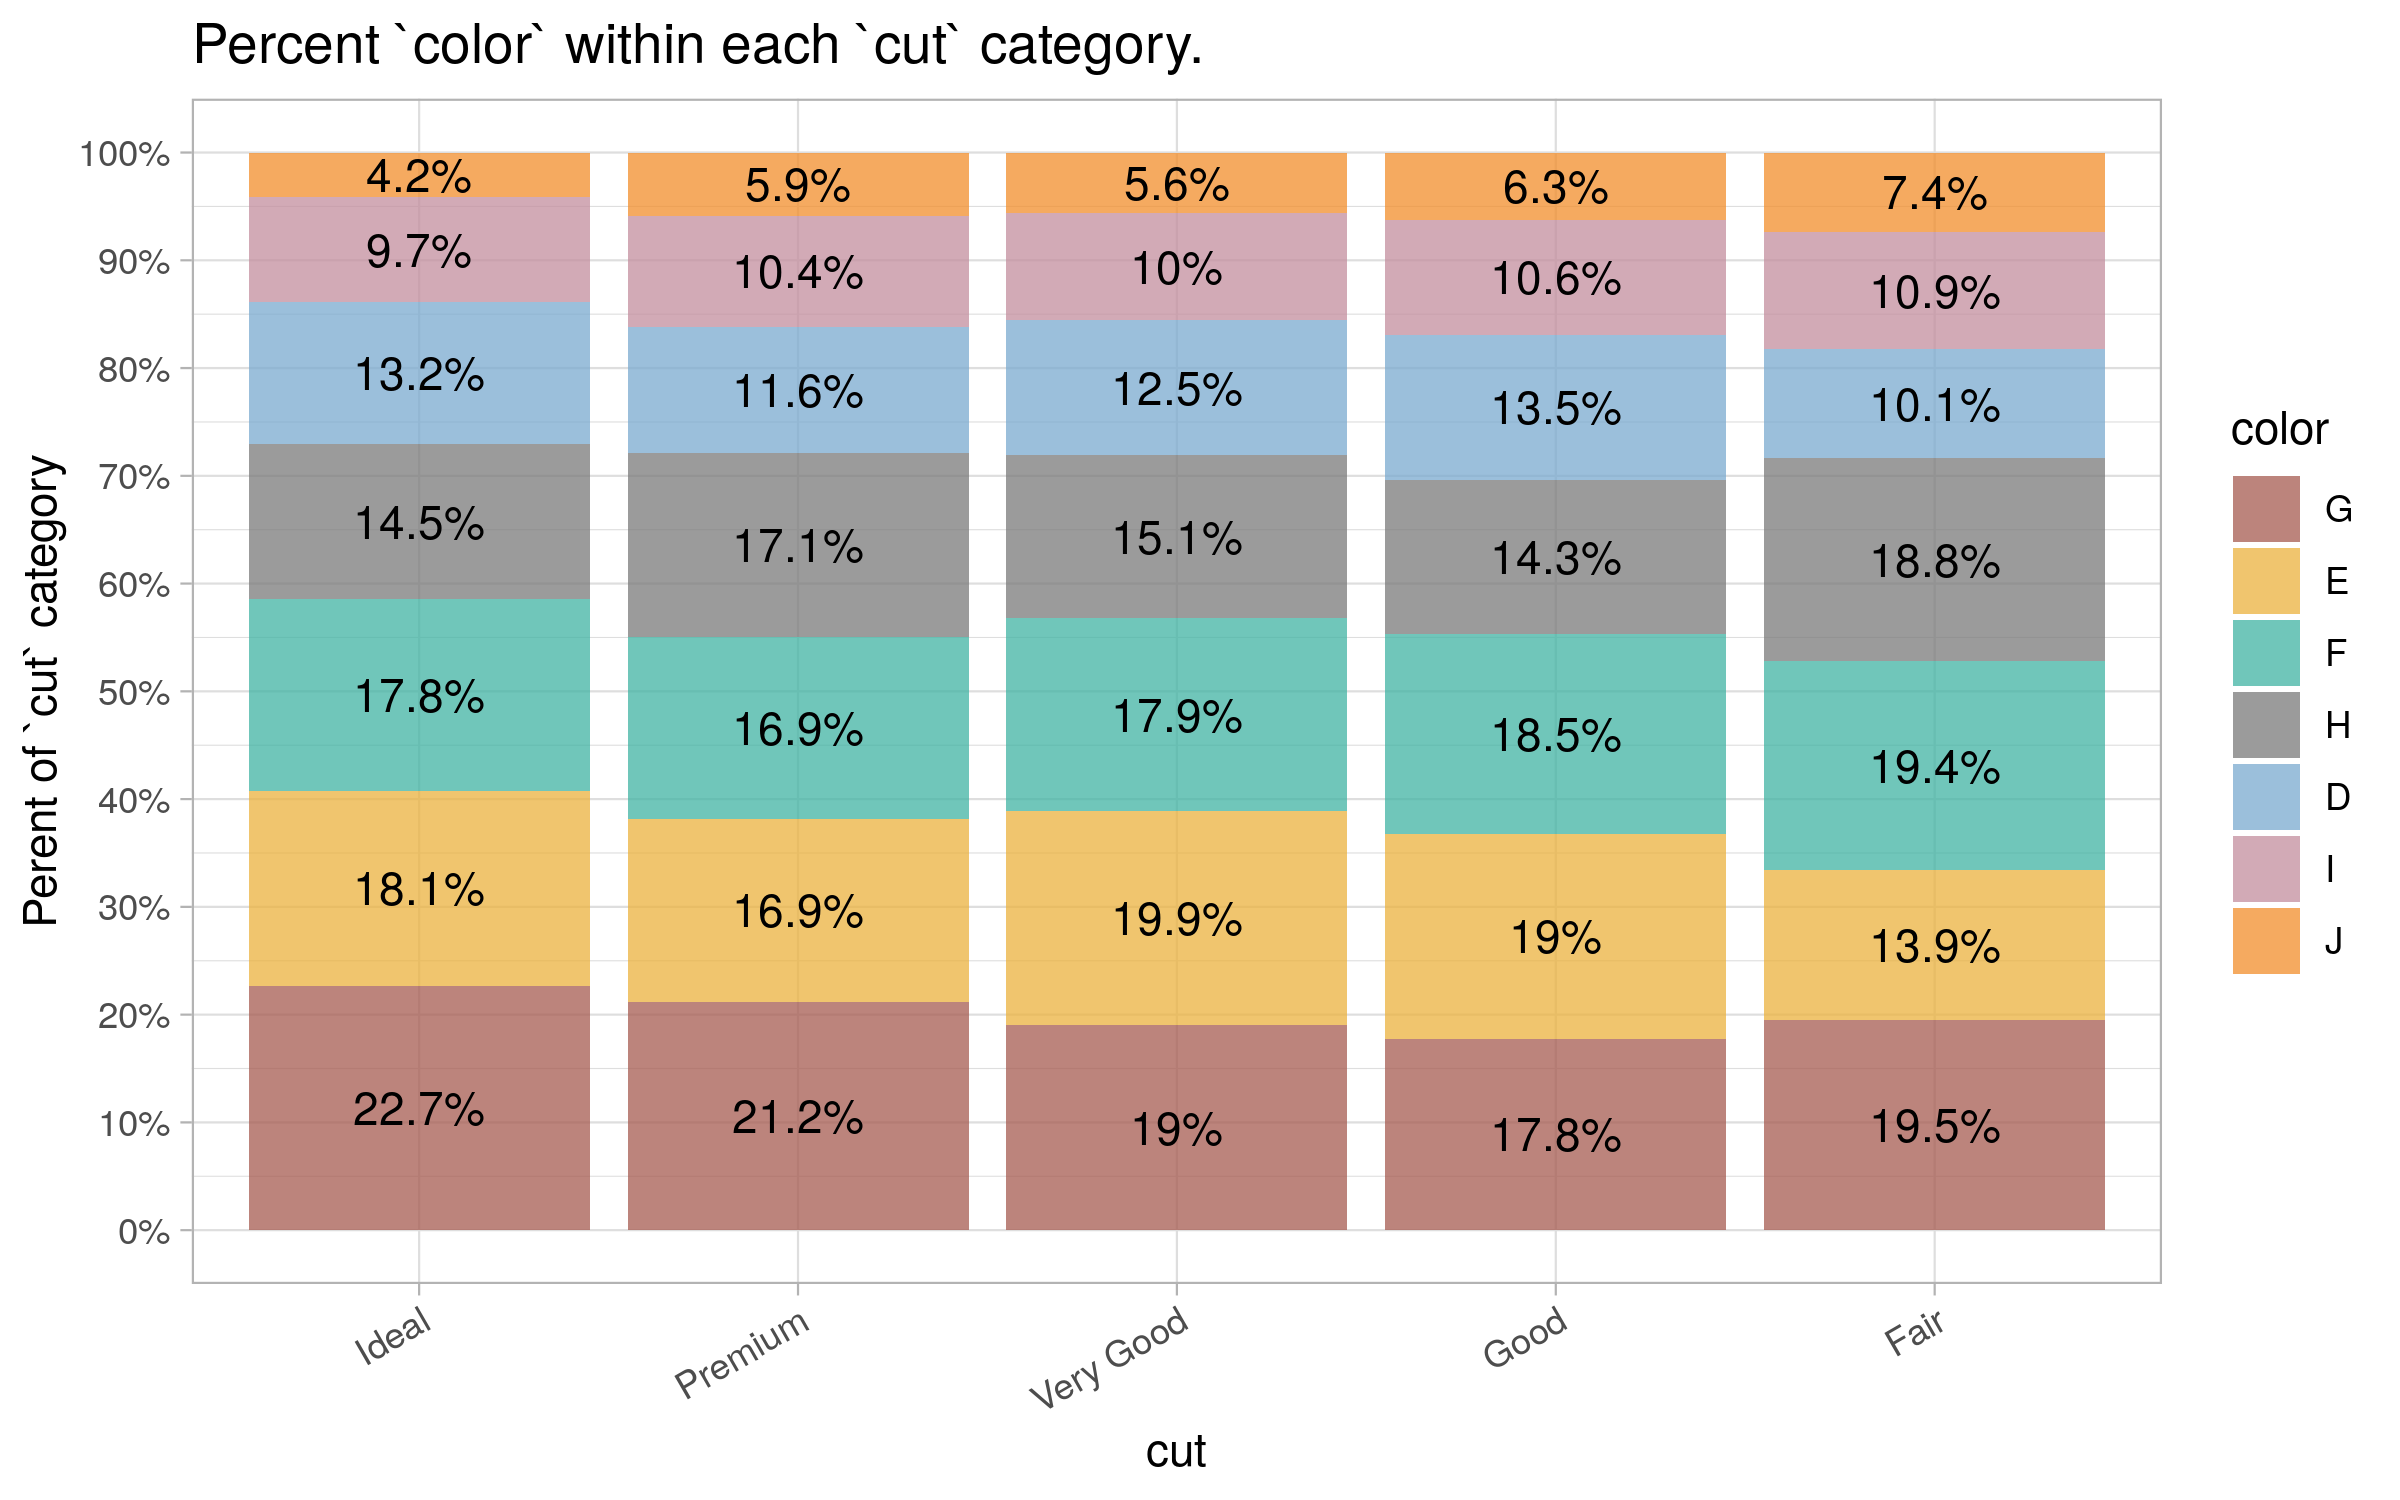 Percent `color` within each `cut` category.
Perent of `cut` category
100%
90%
80%
70%
60%
50%
40%
30%
20%
10%
0%
4.2%
9.7%
13.2%
14.5%
17.8%
18.1%
22.7%
5.9%
10.4%
11.6%
17.1%
16.9%
16.9%
21.2%
5.6%
10%
12.5%
15.1%
17.9%
19.9%
19%
6.3%
10.6%
13.5%
14.3%
18.5%
19%
17.8%
7.4%
10.9%
10.1%
18.8%
19.4%
13.9%
19.5%
Ideal
Premium
Very Good
Good
Fair
cut
color
G
E
F
H
D
I
J